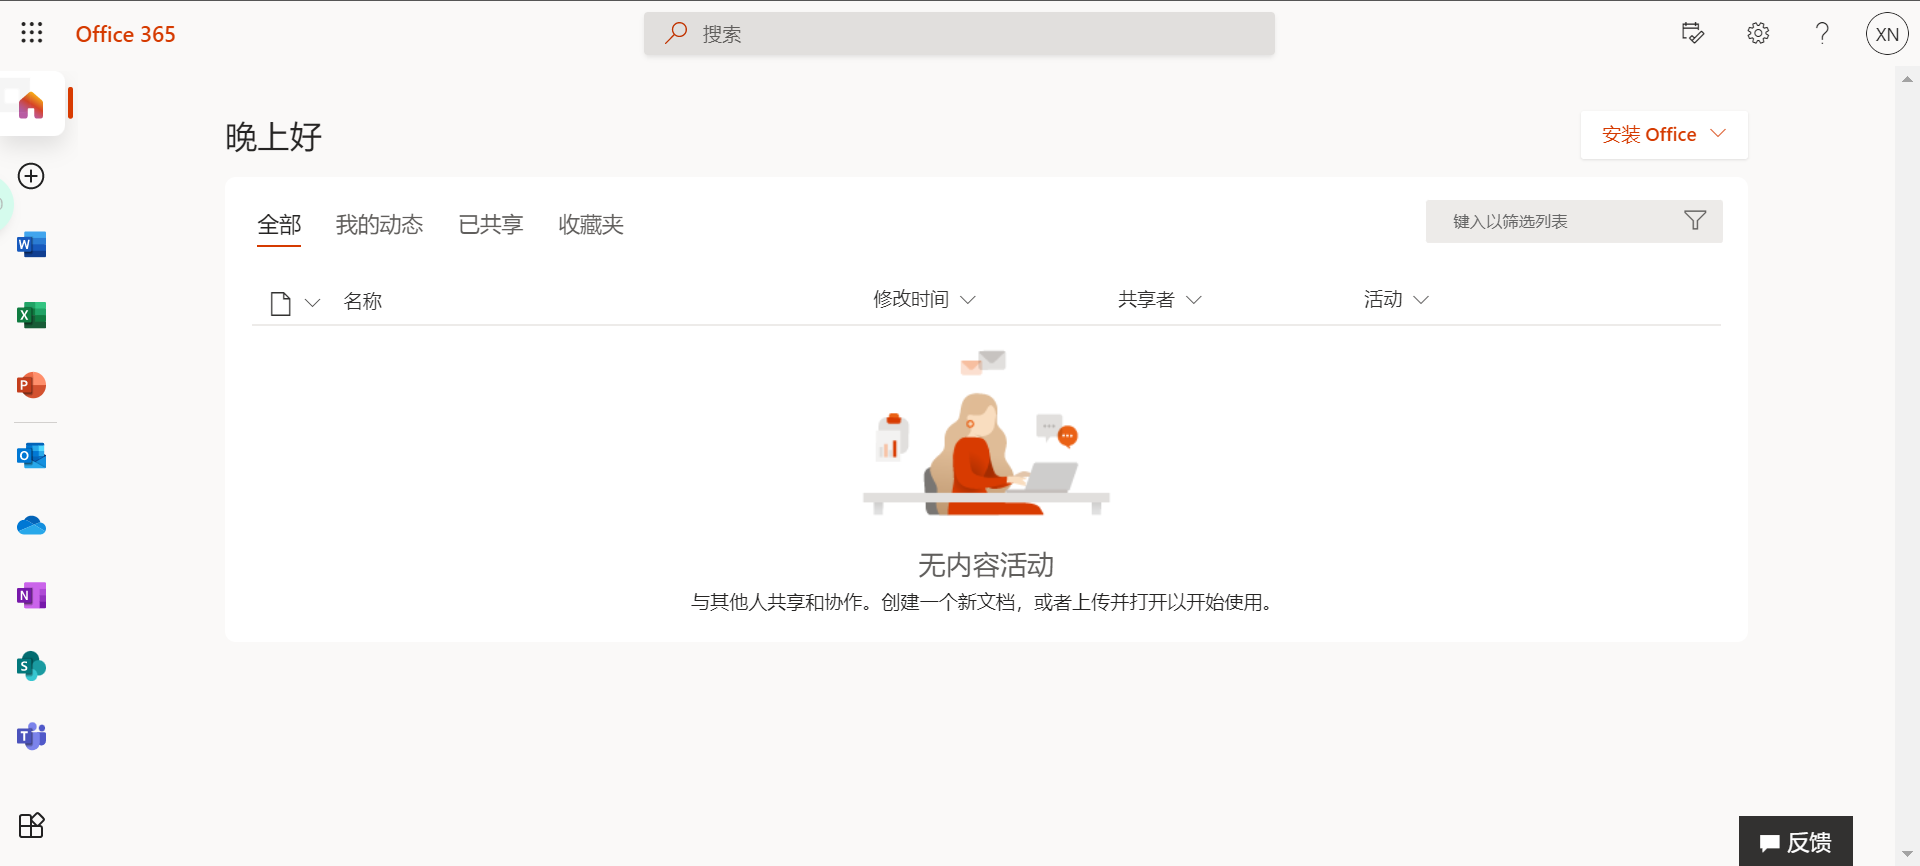 Office 365
搜索
XN
晚上好
安装 Office
全部 我的动态 已共享 收藏夹
键入以筛选列表
名称 修改时间 共享者 活动
无内容活动
与其他人共享和协作。创建一个新文档，或者上传并打开以开始使用。
W
X
P
O
N
S
T
反馈